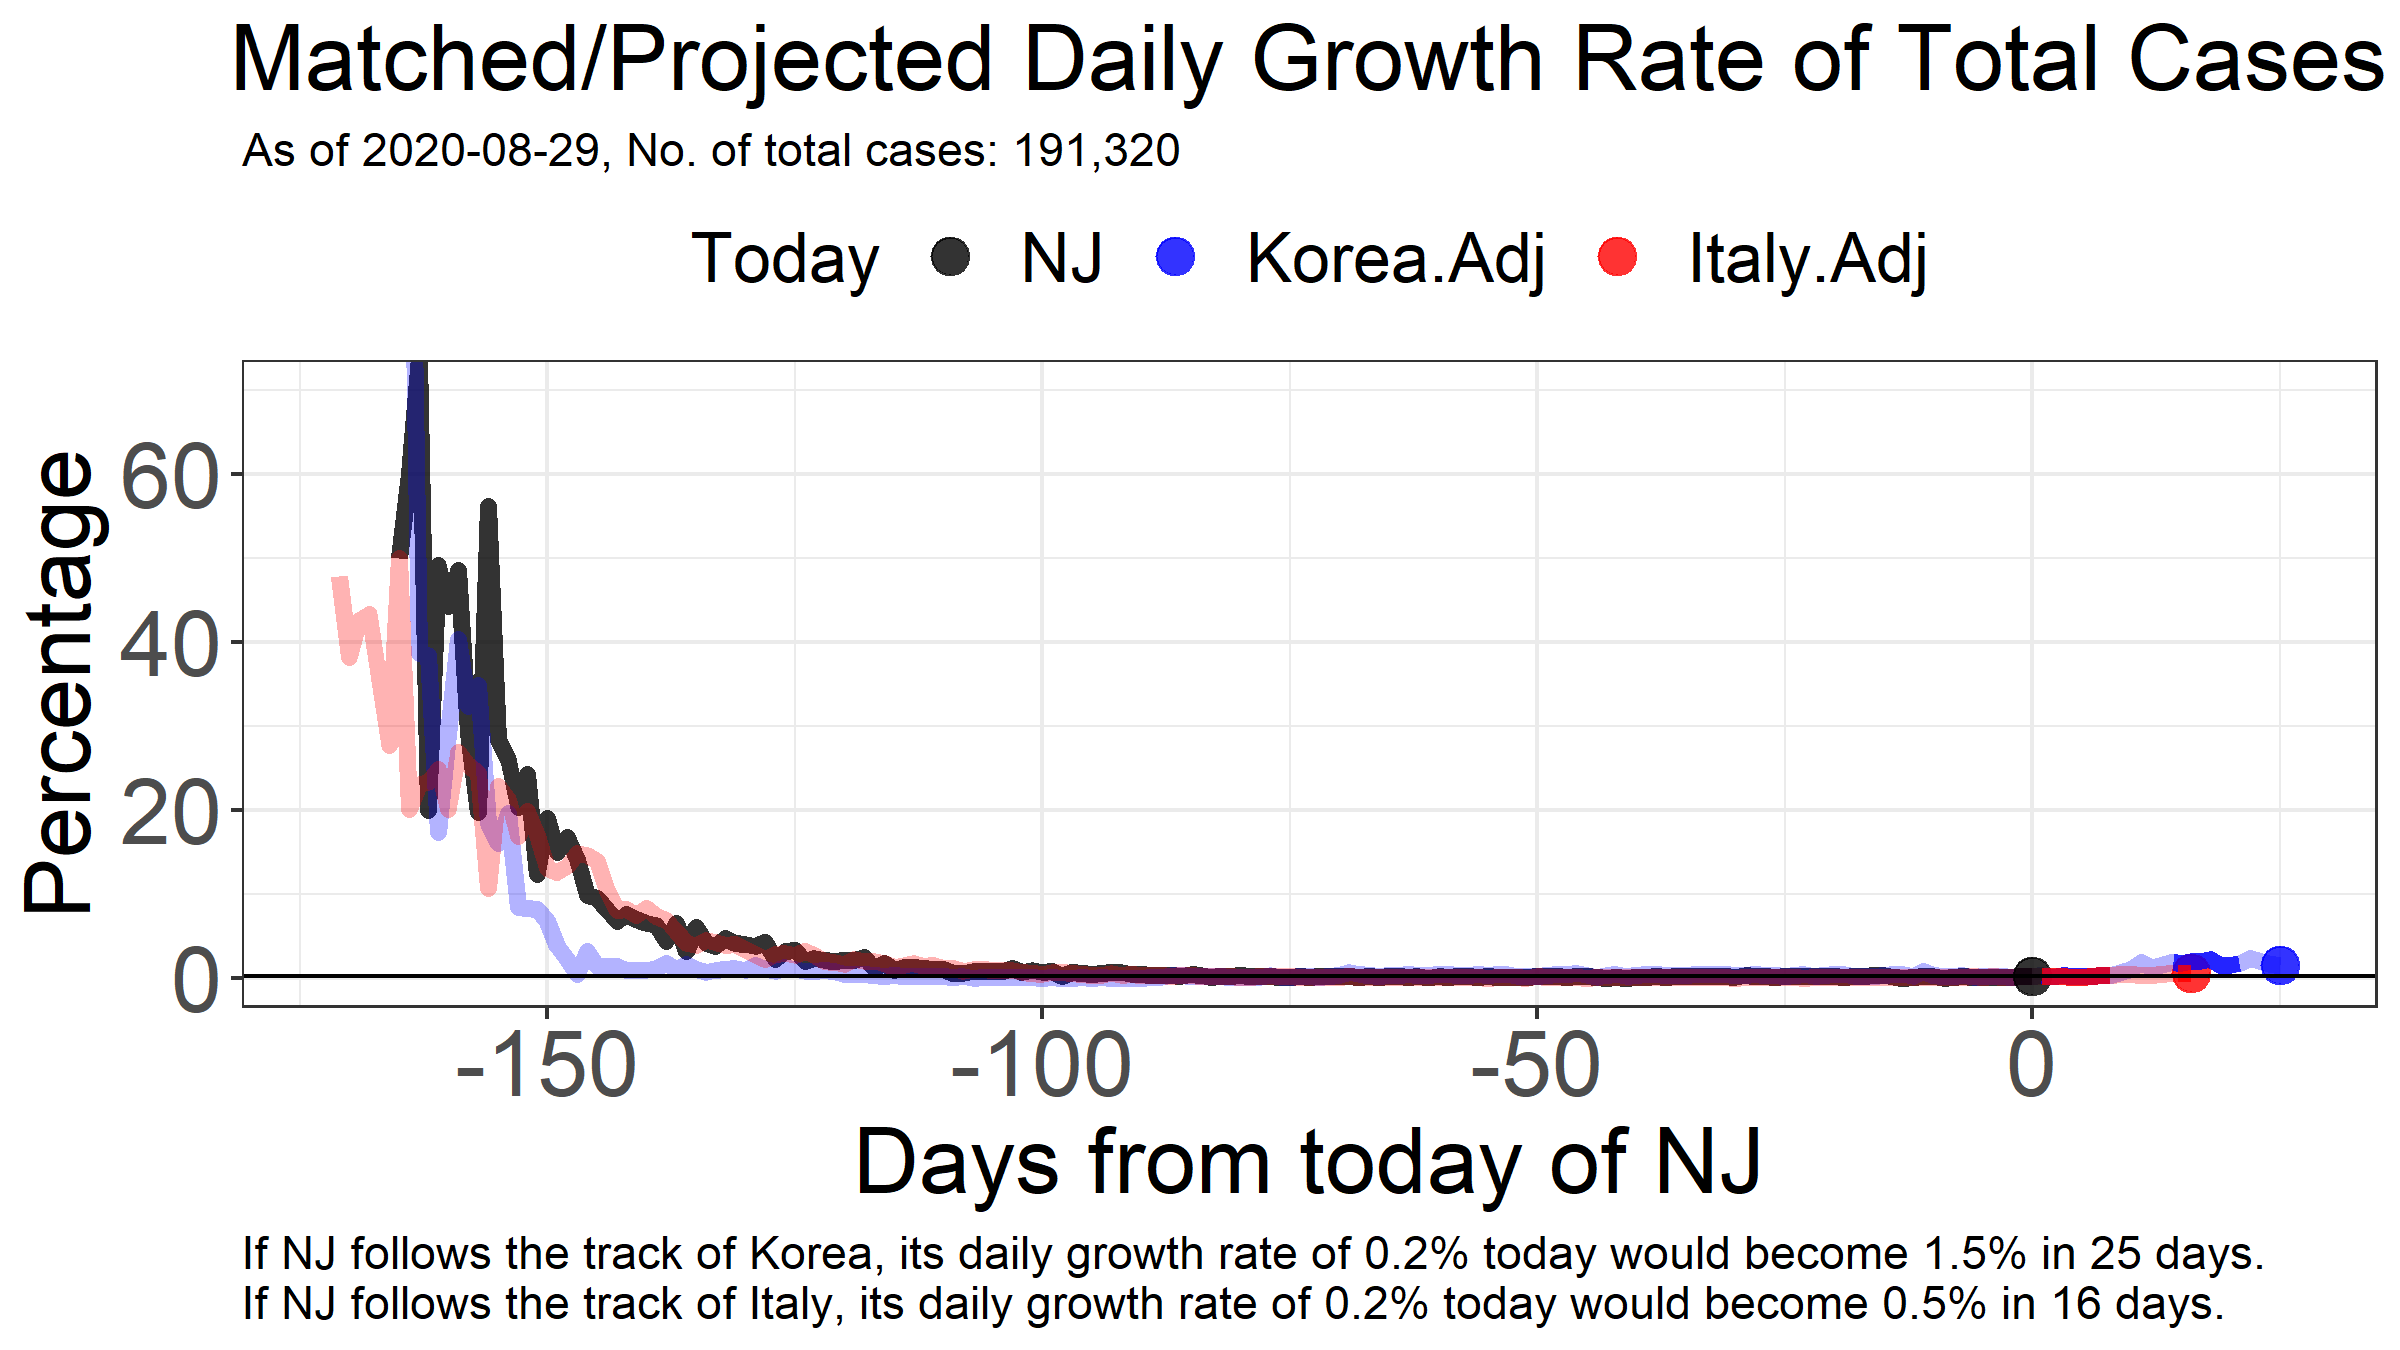 Matched/Projected Daily Growth Rate of Total Cases
As of 2020-08-29, No. of total cases: 191,320
Today NJ Korea.Adj Italy.Adj
Percentage
60
40
20
0
-150 -100 -50 0
Days from today of NJ
If NJ follows the track of Korea, its daily growth rate of 0.2% today would become 1.5% in 25 days.
If NJ follows the track of Italy, its daily growth rate of 0.2% today would become 0.5% in 16 days.